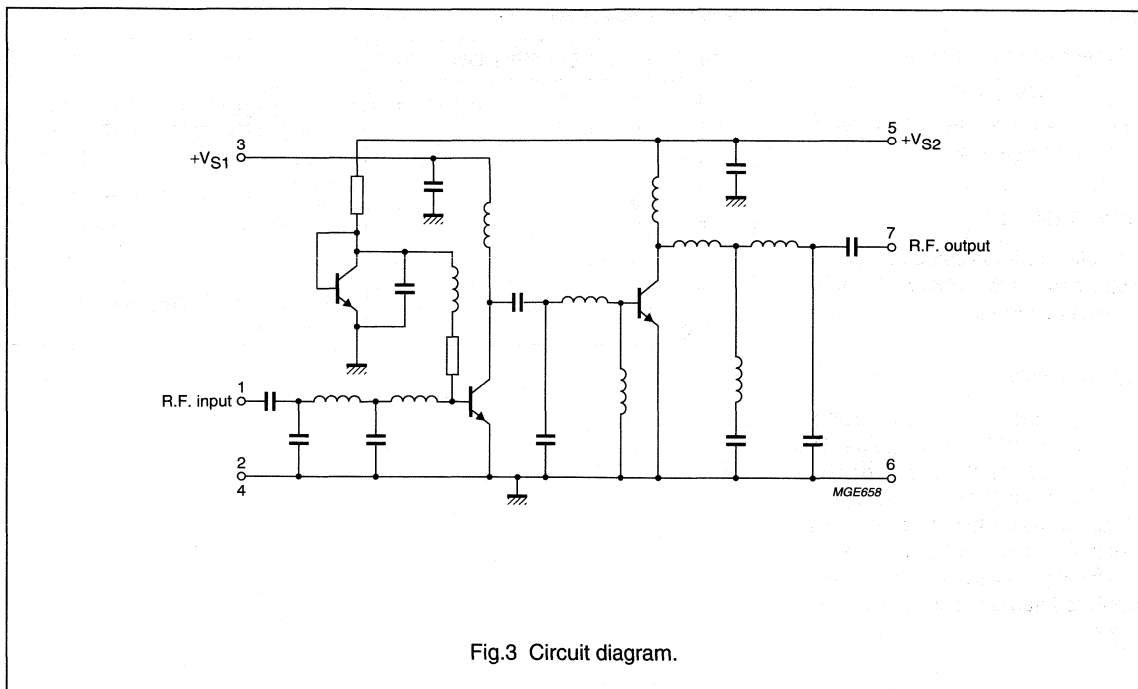 5
+VS2
3
+VS1
7
R.F. output
1
R.F. input
2
4
6
MGE658
Fig.3 Circuit diagram.